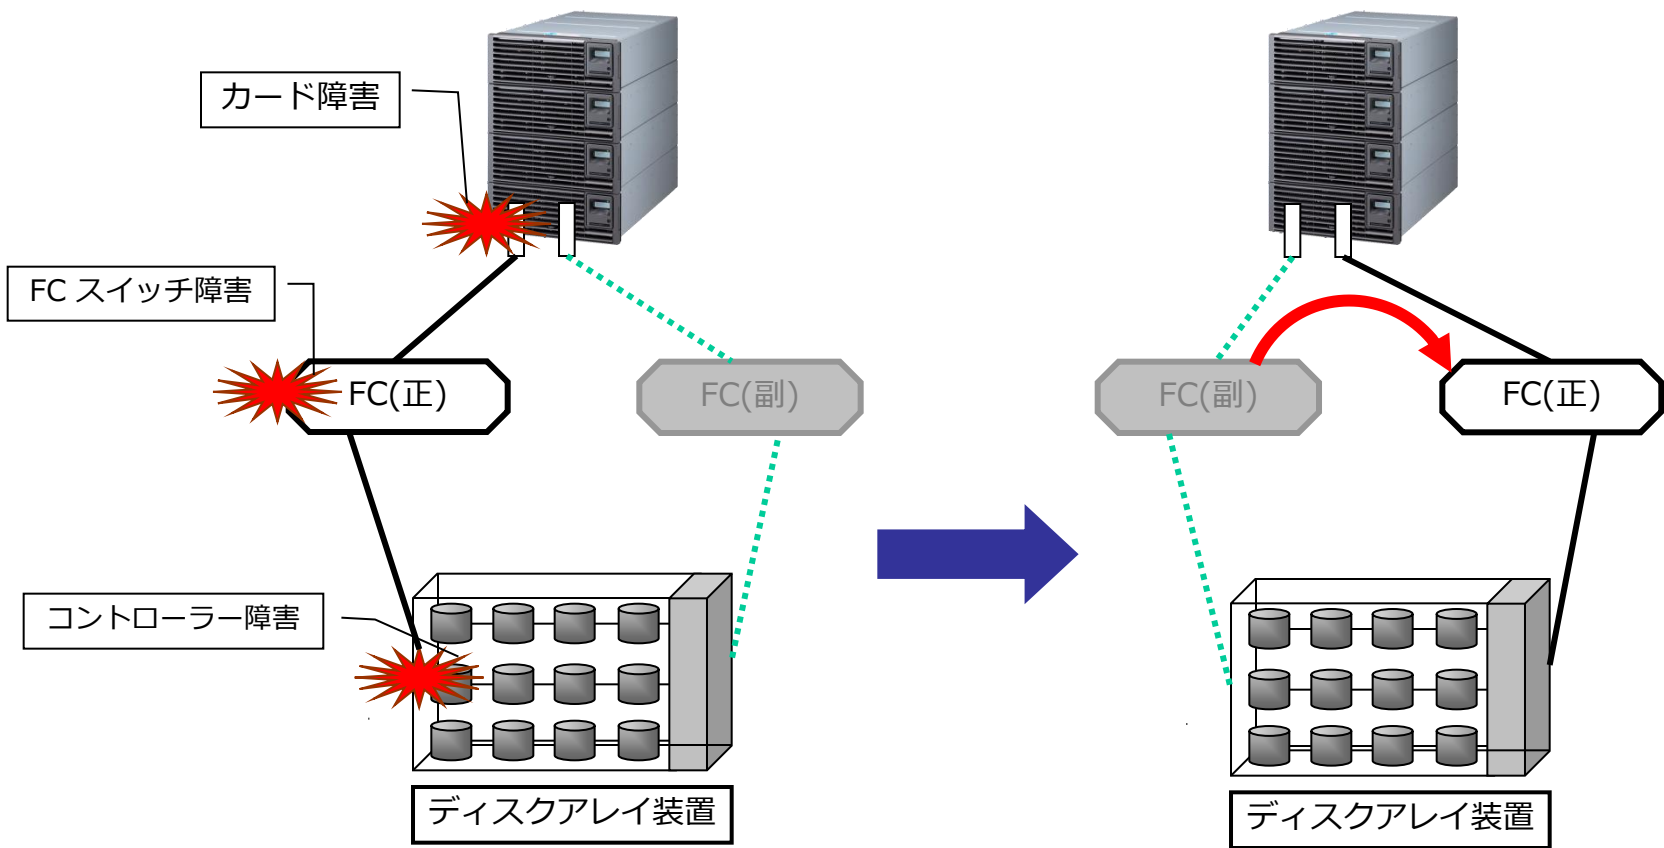 カード障害
FC スイッチ障害
FC(正)
FC(副)
コントローラー障害
ディスクアレイ装置
FC(副)
FC(正)
ディスクアレイ装置